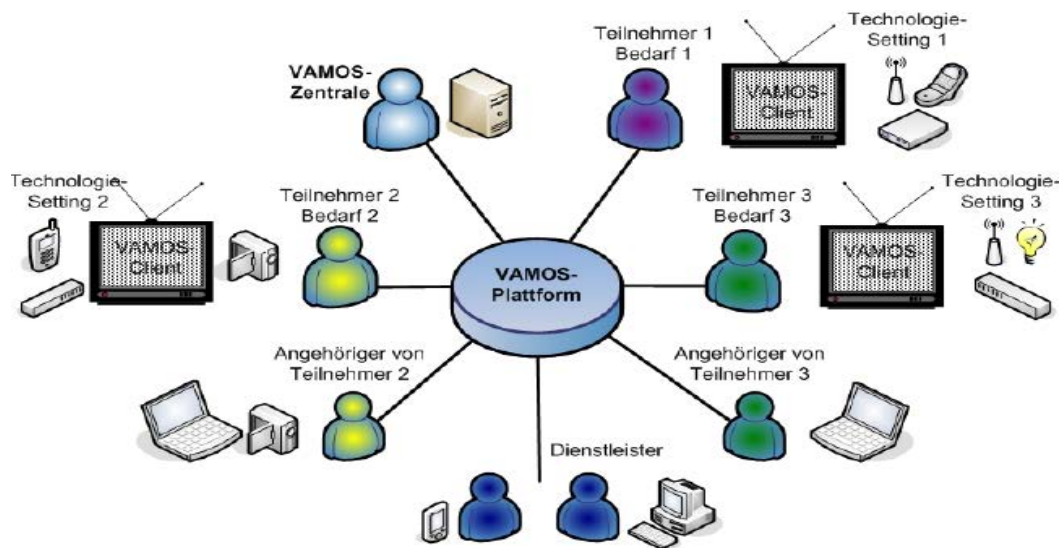 Teilnehmer 1
Bedarf 1
Technologie-
Setting 1
VAMOS-
Zentrale
VAMOS-
Client
Technologie-
Setting 2
VAMOS-
Client
Teilnehmer 2
Bedarf 2
Teilnehmer 3
Bedarf 3
VAMOS-
Client
Technologie-
Setting 3
VAMOS-
Plattform
Angehöriger von
Teilnehmer 2
Angehöriger von
Teilnehmer 3
Dienstleister